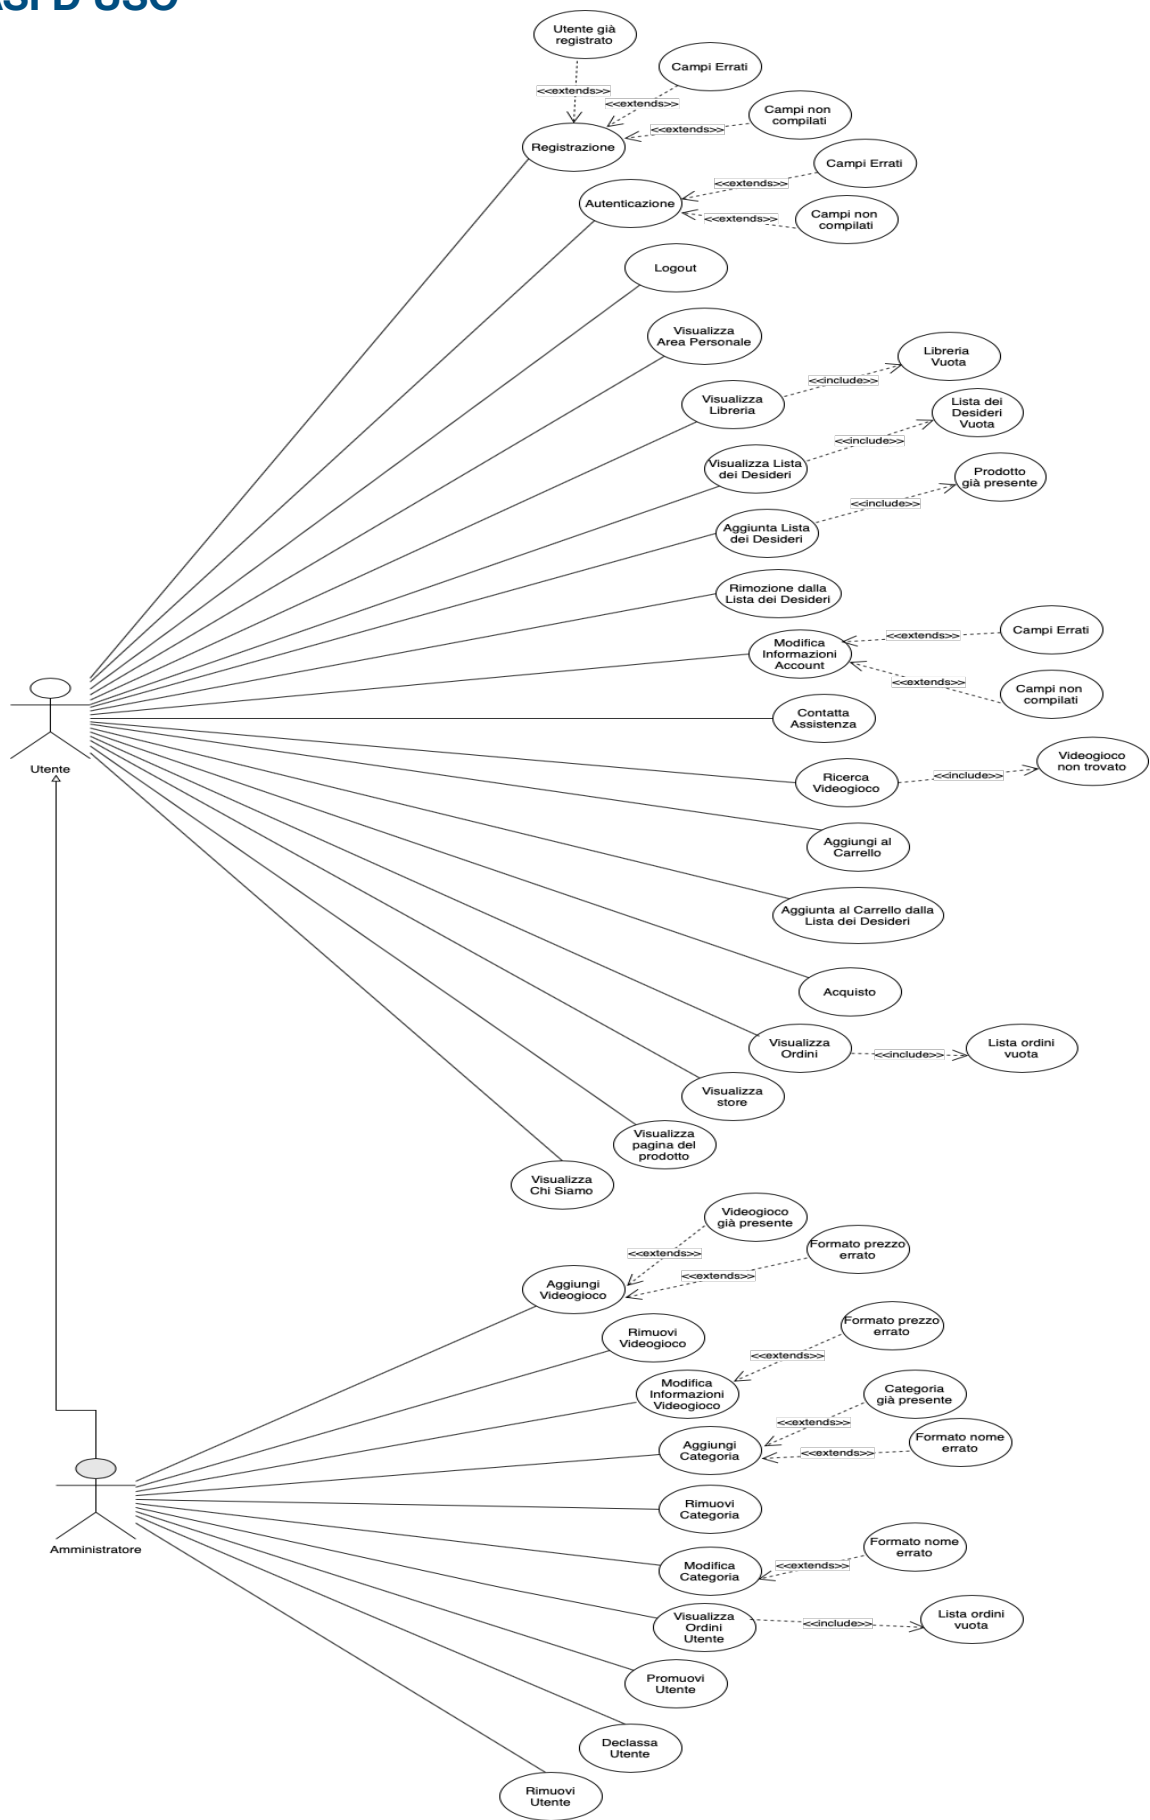 ASI D'USO
Utente già
registrato
Campi Errati
<<extends>>
<<extends>>
Campi non
compilati
<<extends>>
Registrazione
Campi Errati
<<extends>>
Autenticazione
Campi non
compilati
<<extends>>
Logout
Visualizza
Area Personale
Libreria
Vuota
<<include>>
Visualizza
Libreria
Lista dei
Desideri
Vuota
<<include>>
Visualizza Lista
dei Desideri
Prodotto
già presente
<<include>>
Aggiunta Lista
dei Desideri
Rimozione dalla
Lista dei Desideri
Campi Errati
<<extends>>
Modifica
Informazioni
Account
<<extends>>
Campi non
compilati
Contatta
Assistenza
Videogioco
non trovato
<<include>>
Ricerca
Videogioco
Utente
Aggiungi al
Carrello
Aggiunta al Carrello dalla
Lista dei Desideri
Acquisto
Visualizza
Ordini
<<include>>
Lista ordini
vuota
Visualizza
store
Visualizza
pagina del
prodotto
Visualizza
Chi Siamo
Videogioco
già presente
<<extends>>
Formato prezzo
errato
<<extends>>
Aggiungi
Videogioco
Rimuovi
Videogioco
Formato prezzo
errato
<<extends>>
Modifica
Informazioni
Videogioco
Categoria
già presente
<<extends>>
Formato nome
errato
<<extends>>
Aggiungi
Categoria
Rimuovi
Categoria
Amministratore
Formato nome
errato
<<extends>>
Modifica
Categoria
Visualizza
Ordini
Utente
<<include>>
Lista ordini
vuota
Promuovi
Utente
Declassa
Utente
Rimuovi
Utente